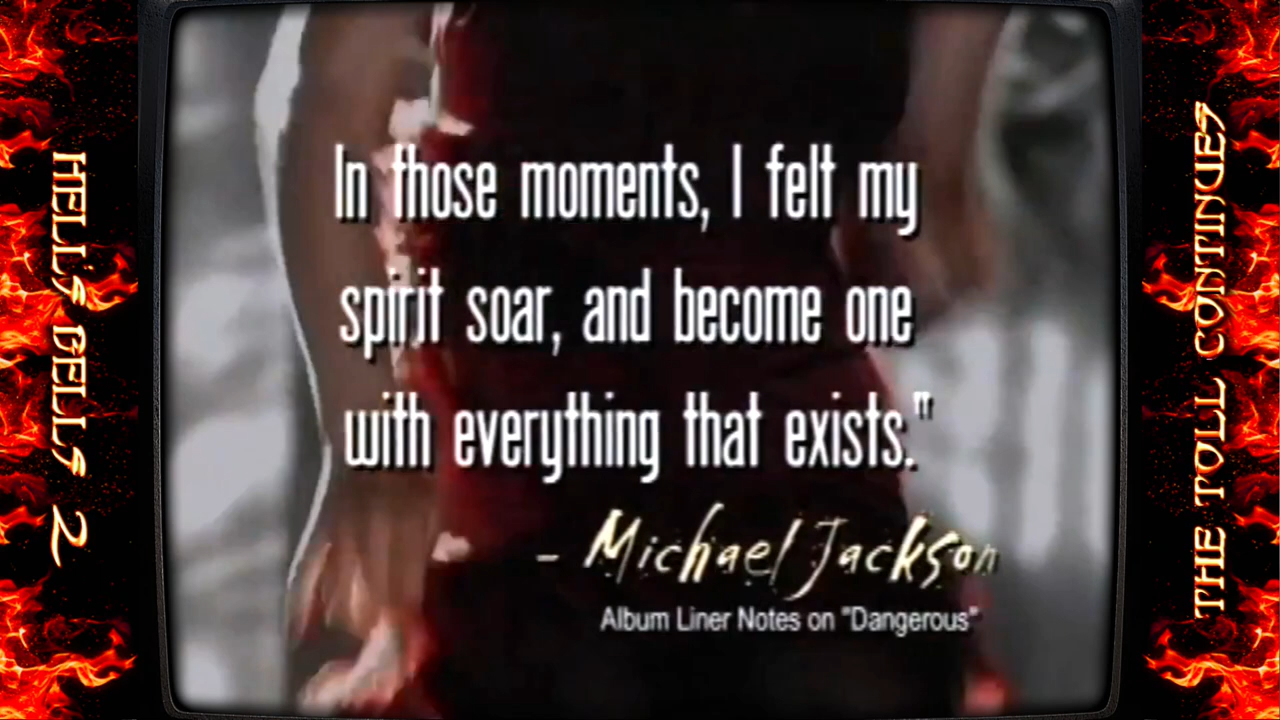 HELL'S BELLS 2
In those moments, I felt my
spirit soar, and become one
with everything that exists."
- Michael Jackson
Album Liner Notes on "Dangerous"
THE TOLL CONTINUES